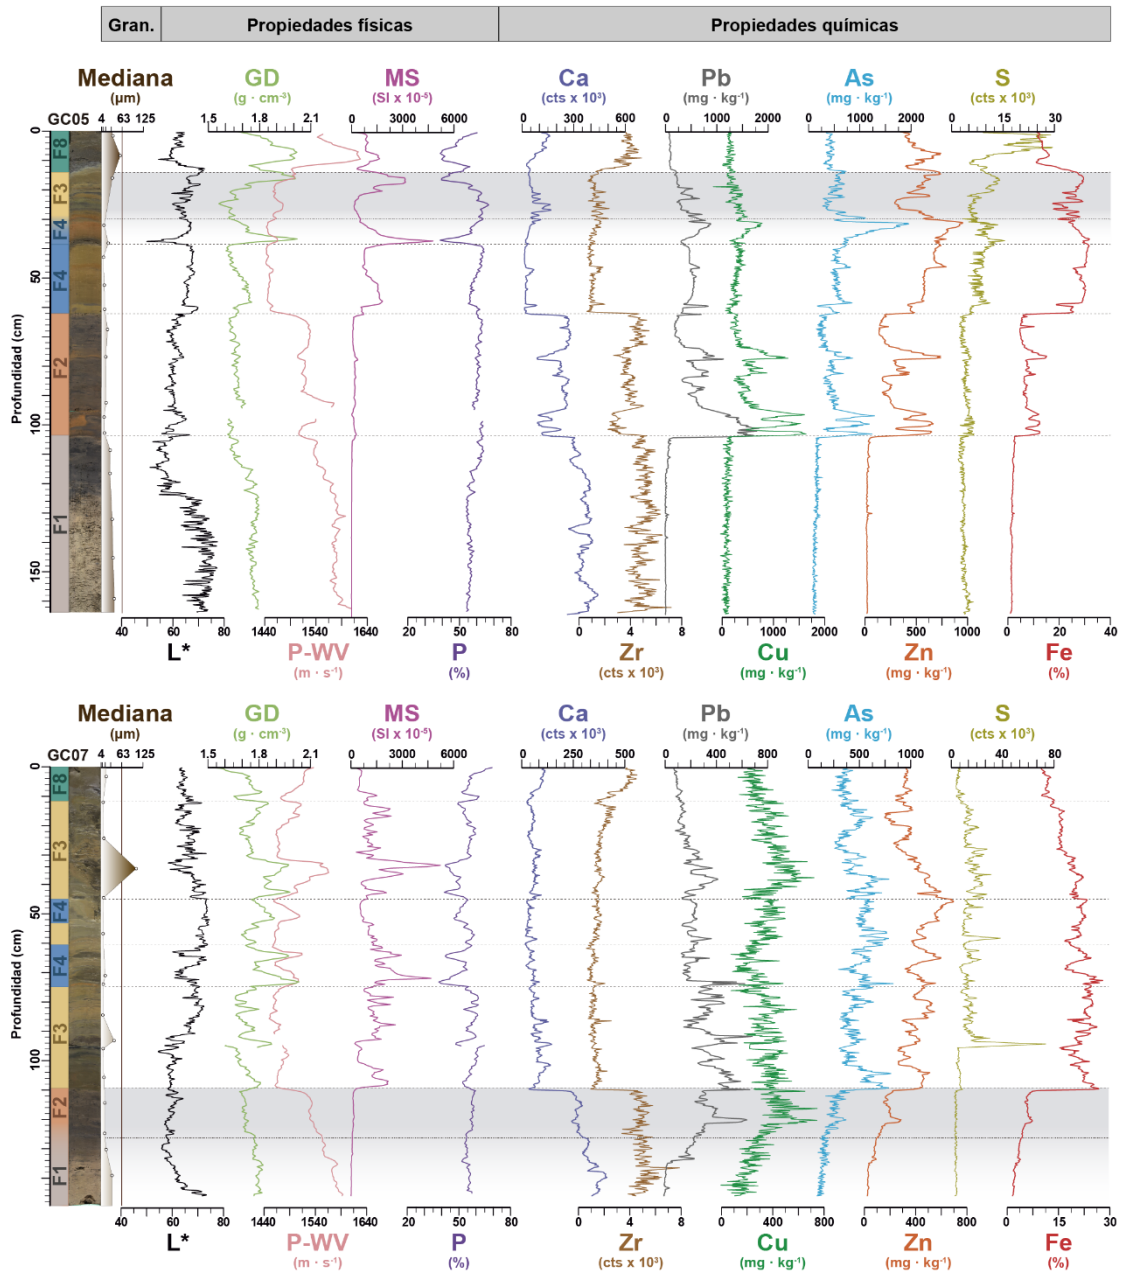 Gran. Propiedades físicas Propiedades químicas
Mediana GD MS Ca Pb As S
(µm) (g · cm⁻³) (SI x 10⁻⁵) (cts x 10³) (mg · kg⁻¹) (mg · kg⁻¹) (cts x 10³)
GC05 4 63 125 1.5 1.8 2.1 0 3000 6000 0 300 600 0 1000 2000 0 1000 2000 0 15 30
0
F8
F3
F4
50
F4
F2
100
F1
150
Profundidad (cm)
40 60 80 1440 1540 1640 20 50 80 0 4 8 0 1000 2000 0 500 1000 0 20 40
L* P-WV P Zr Cu Zn Fe
(m · s⁻¹) (%) (cts x 10³) (mg · kg⁻¹) (mg · kg⁻¹) (%)
Mediana GD MS Ca Pb As S
(µm) (g · cm⁻³) (SI x 10⁻⁵) (cts x 10³) (mg · kg⁻¹) (mg · kg⁻¹) (cts x 10³)
GC07 4 63 125 1.5 1.8 2.1 0 3000 6000 0 250 500 0 400 800 0 500 1000 0 40 80
0
F8
F3
F4
50
F4
F3
100
F2
F1
Profundidad (cm)
40 60 80 1440 1540 1640 20 50 80 0 4 8 0 400 800 0 400 800 0 15 30
L* P-WV P Zr Cu Zn Fe
(m · s⁻¹) (%) (cts x 10³) (mg · kg⁻¹) (mg · kg⁻¹) (%)